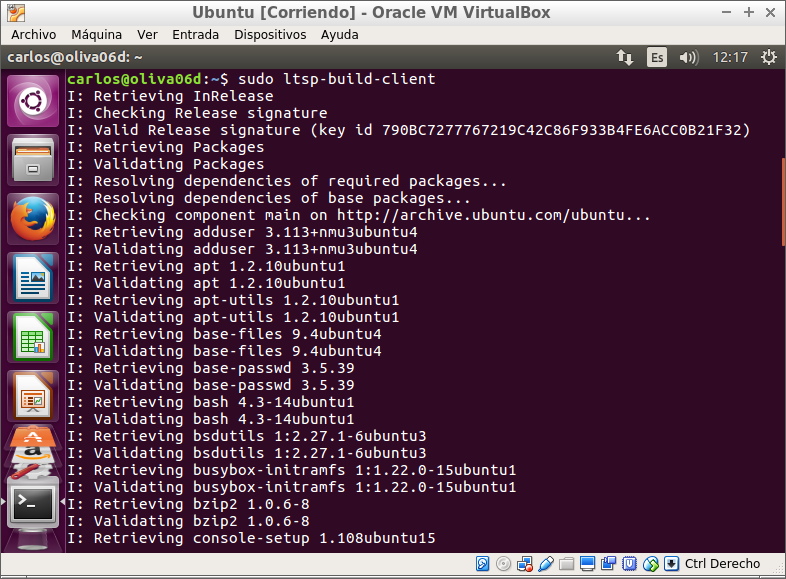 Ubuntu [Corriendo] - Oracle VM VirtualBox
Archivo Máquina Ver Entrada Dispositivos Ayuda
carlos@oliva06d: ~ Es 12:17
carlos@oliva06d:~$ sudo ltsp-build-client
I: Retrieving InRelease
I: Checking Release signature
I: Valid Release signature (key id 790BC7277767219C42C86F933B4FE6ACC0B21F32)
I: Retrieving Packages
I: Validating Packages
I: Resolving dependencies of required packages...
I: Resolving dependencies of base packages...
I: Checking component main on http://archive.ubuntu.com/ubuntu...
I: Retrieving adduser 3.113+nmu3ubuntu4
I: Validating adduser 3.113+nmu3ubuntu4
I: Retrieving apt 1.2.10ubuntu1
I: Validating apt 1.2.10ubuntu1
I: Retrieving apt-utils 1.2.10ubuntu1
I: Validating apt-utils 1.2.10ubuntu1
I: Retrieving base-files 9.4ubuntu4
I: Validating base-files 9.4ubuntu4
I: Retrieving base-passwd 3.5.39
I: Validating base-passwd 3.5.39
I: Retrieving bash 4.3-14ubuntu1
I: Validating bash 4.3-14ubuntu1
I: Retrieving bsdutils 1:2.27.1-6ubuntu3
I: Validating bsdutils 1:2.27.1-6ubuntu3
I: Retrieving busybox-initramfs 1:1.22.0-15ubuntu1
I: Validating busybox-initramfs 1:1.22.0-15ubuntu1
I: Retrieving bzip2 1.0.6-8
I: Validating bzip2 1.0.6-8
I: Retrieving console-setup 1.108ubuntu15
Ctrl Derecho